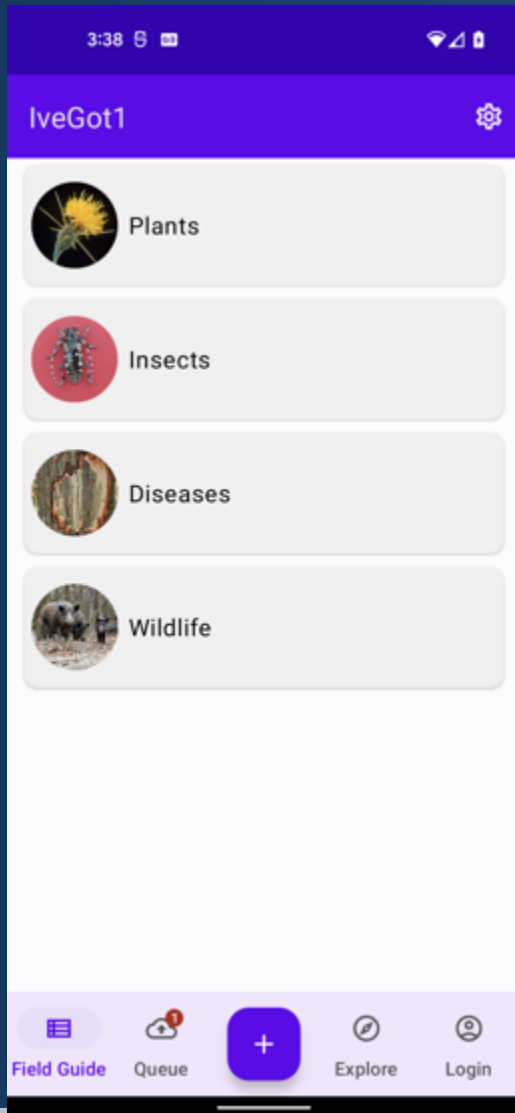 3:38
IveGot1
Plants
Insects
Diseases
Wildlife
1
Field Guide Queue + Explore Login